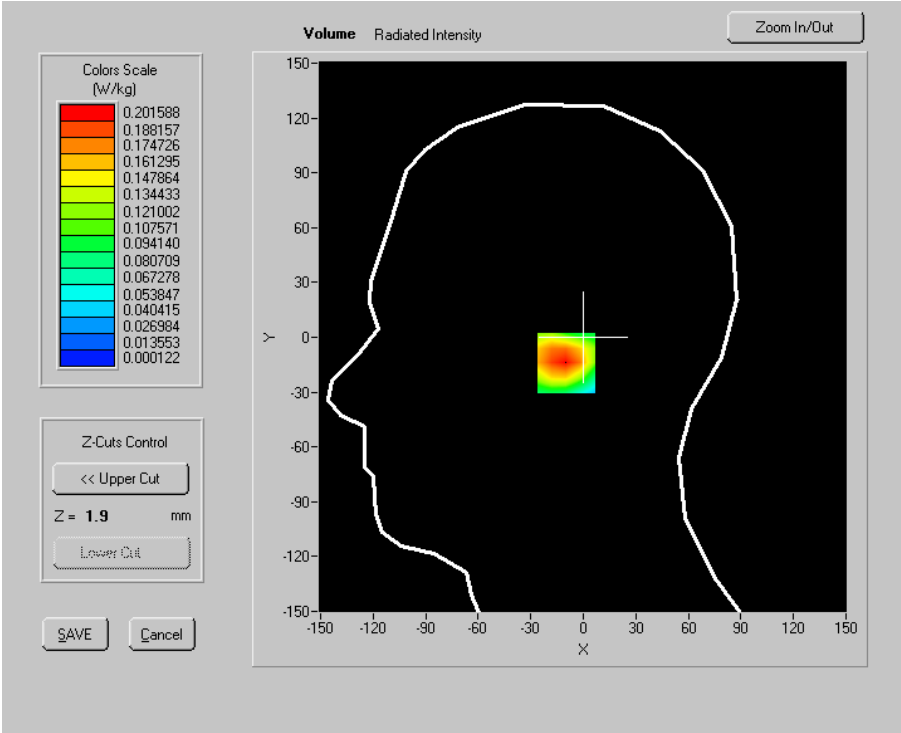 Volume Radiated Intensity
Zoom In/Out
Colors Scale
(W/kg)
0.201588
0.188157
0.174726
0.161295
0.147864
0.134433
0.121002
0.107571
0.094140
0.080709
0.067278
0.053847
0.040415
0.026984
0.013553
0.000122
Z-Cuts Control
<< Upper Cut
Z = 1.9 mm
Lower Cut
SAVE Cancel
150
120
90
60
30
0
-30
-60
-90
-120
-150
Y
-150 -120 -90 -60 -30 0 30 60 90 120 150
X